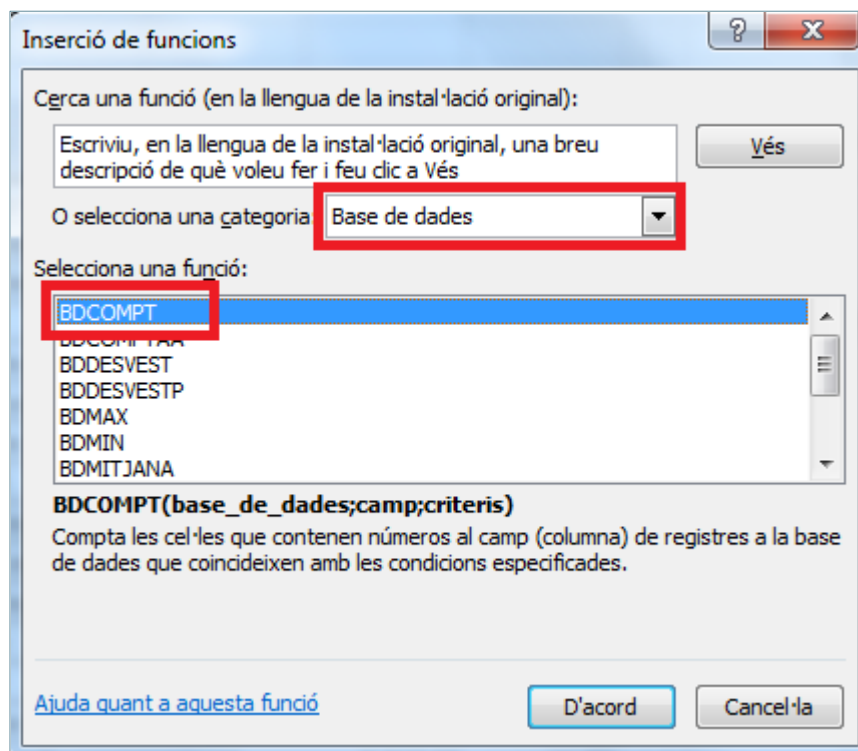 Inserció de funcions
?
Cerca una funció (en la llengua de la instal·lació original):
Escriviu, en la llengua de la instal·lació original, una breu
descripció de què voleu fer i feu clic a Vés
Vés
O selecciona una categoria: Base de dades
Selecciona una funció:
BDCOMPT
BDCOMPTAA
BDDESVEST
BDDESVESTP
BDMAX
BDMIN
BDMITJANA
BDCOMPT(base_de_dades;camp;criteris)
Compta les cel·les que contenen números al camp (columna) de registres a la base
de dades que coincideixen amb les condicions especificades.
Ajuda quant a aquesta funció
D'acord
Cancel·la